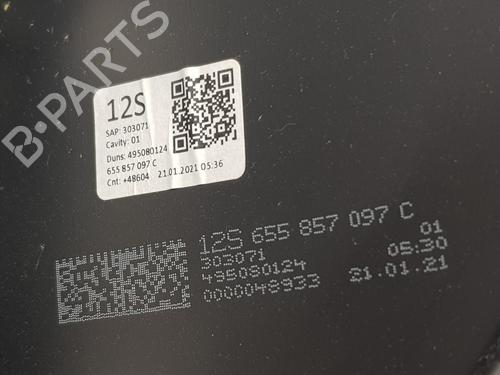 B-PARTS
12S
SAP: 303071
Cavity: 01
Duns: 495080124
655 857 097 C
Cnt: +48604 21.01.2021 05:36
12S 655 857 097 C
303071 01
495080124 05:30
0000048933 21.01.21